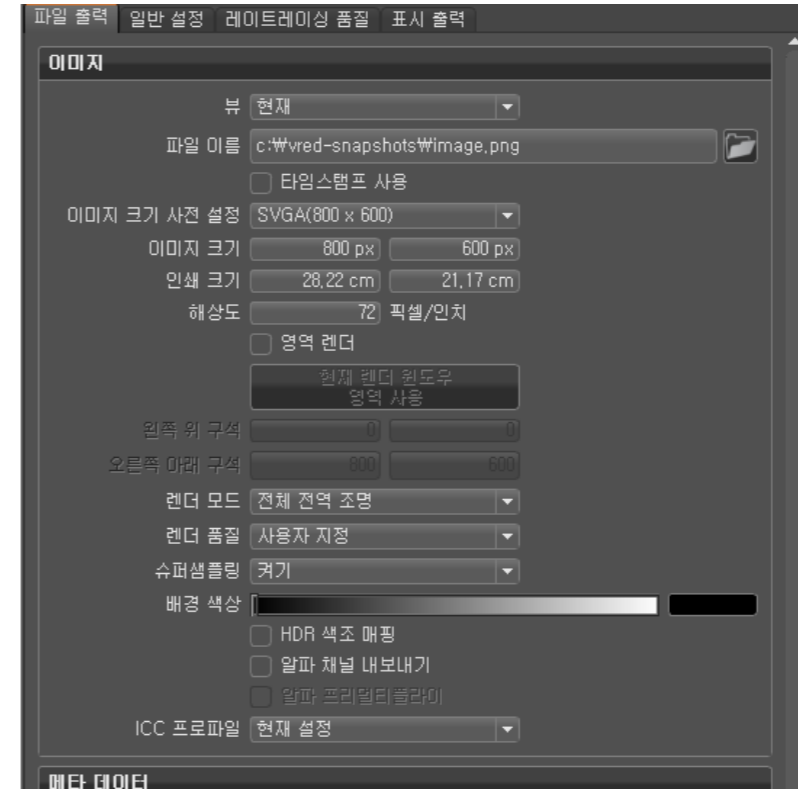 파일 출력 일반 설정 레이트레이싱 품질 표시 출력
이미지
뷰 현재
파일 이름 c:₩vred-snapshots₩image.png
타임스탬프 사용
이미지 크기 사전 설정 SVGA(800 x 600)
이미지 크기 800 px 600 px
인쇄 크기 28,22 cm 21,17 cm
해상도 72 픽셀/인치
영역 렌더
현재 렌더 윈도우
영역 사용
왼쪽 위 구석 0 0
오른쪽 아래 구석 800 600
렌더 모드 전체 전역 조명
렌더 품질 사용자 지정
슈퍼샘플링 켜기
배경 색상
HDR 색조 매핑
알파 채널 내보내기
알파 프리멀티플라이
ICC 프로파일 현재 설정
메타 데이터